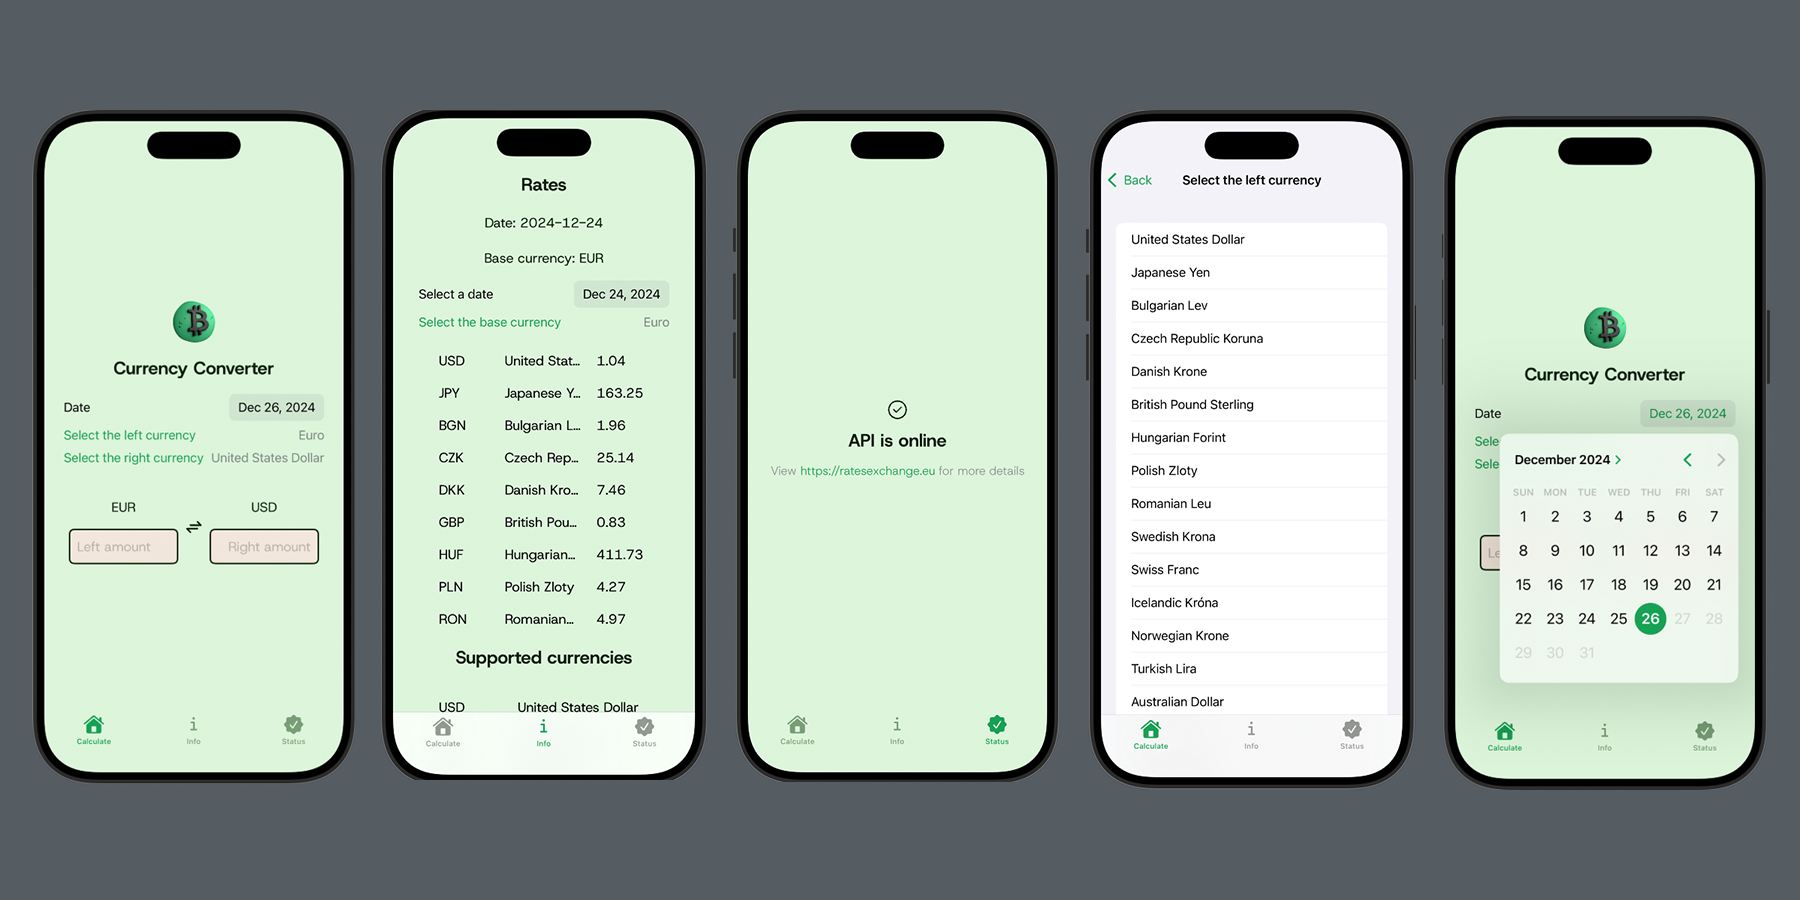 Currency Converter
Date Dec 26, 2024
Select the left currency Euro
Select the right currency United States Dollar
EUR USD
Left amount Right amount
Calculate Info Status
Rates
Date: 2024-12-24
Base currency: EUR
Select a date Dec 24, 2024
Select the base currency Euro
USD United Stat... 1.04
JPY Japanese Y... 163.25
BGN Bulgarian L... 1.96
CZK Czech Rep... 25.14
DKK Danish Kro... 7.46
GBP British Pou... 0.83
HUF Hungarian... 411.73
PLN Polish Zloty 4.27
RON Romanian... 4.97
Supported currencies
USD United States Dollar
Calculate Info Status
API is online
View https://ratesexchange.eu for more details
Calculate Info Status
Back Select the left currency
United States Dollar
Japanese Yen
Bulgarian Lev
Czech Republic Koruna
Danish Krone
British Pound Sterling
Hungarian Forint
Polish Zloty
Romanian Leu
Swedish Krona
Swiss Franc
Icelandic Króna
Norwegian Krone
Turkish Lira
Australian Dollar
Calculate Info Status
Currency Converter
Date Dec 26, 2024
Sele
Sele
December 2024
SUN MON TUE WED THU FRI SAT
1 2 3 4 5 6 7
8 9 10 11 12 13 14
15 16 17 18 19 20 21
22 23 24 25 26 27 28
Le
29 30 31
Calculate Info Status